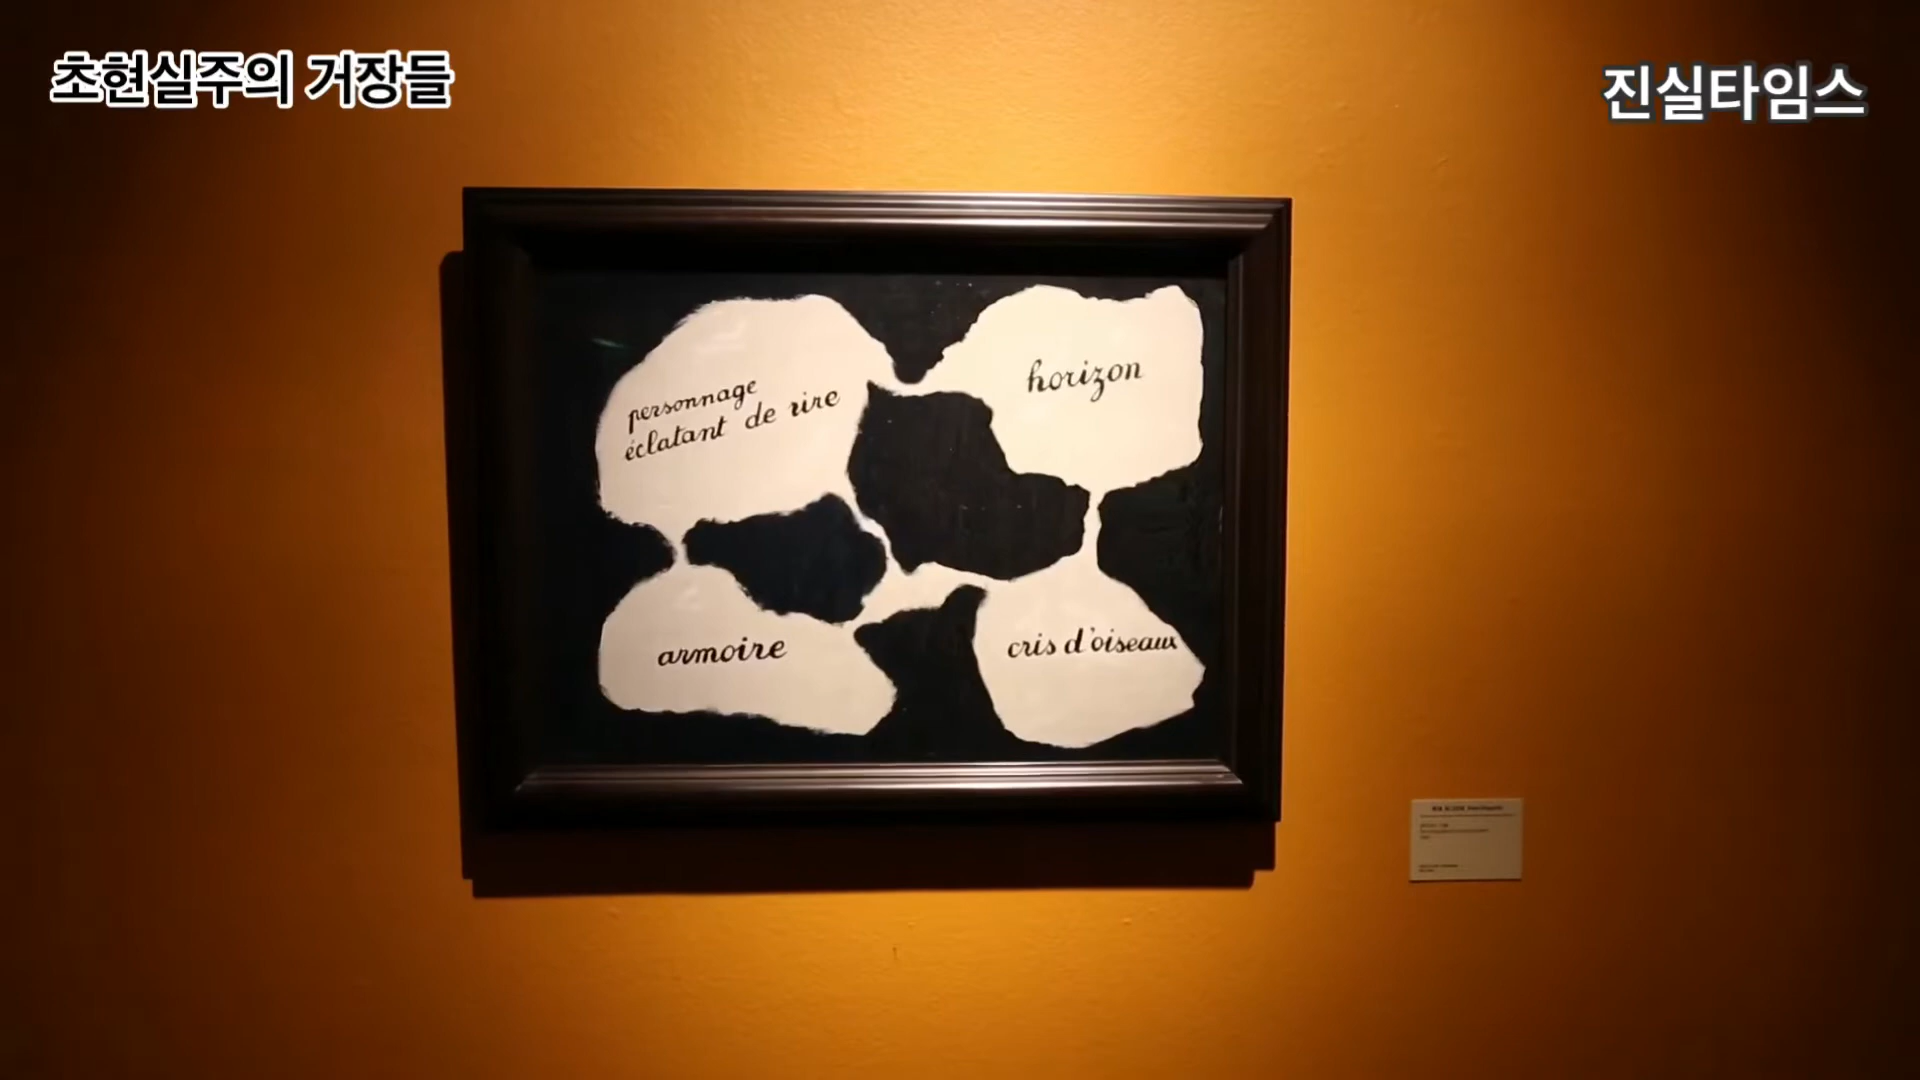 초현실주의 거장들
진실타임스
personnage
éclatant de rire
horizon
armoire
cris d'oiseaux